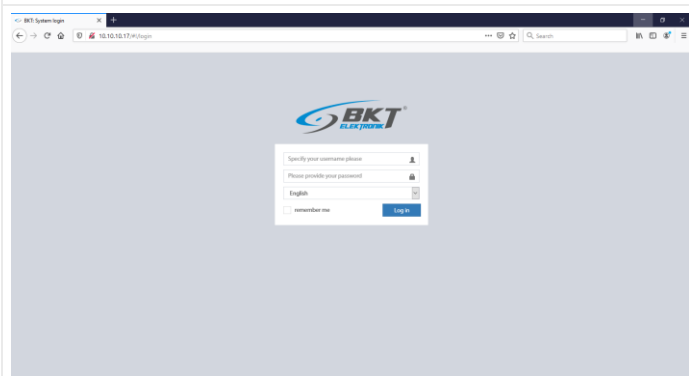 BKT: System login
10.10.10.17/#/login
Search
BKT
ELEKTRONIK
Specify your username please
Please provide your password
English
remember me
Log in